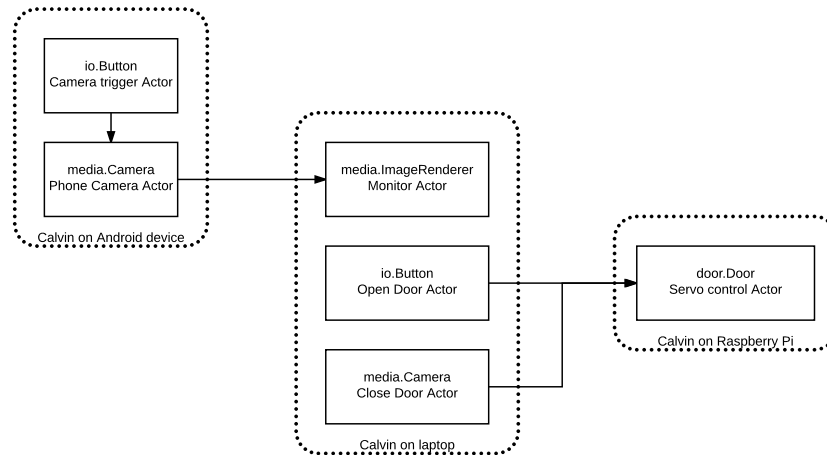 io.Button
Camera trigger Actor
media.Camera
Phone Camera Actor
Calvin on Android device
media.ImageRenderer
Monitor Actor
io.Button
Open Door Actor
media.Camera
Close Door Actor
Calvin on laptop
door.Door
Servo control Actor
Calvin on Raspberry Pi